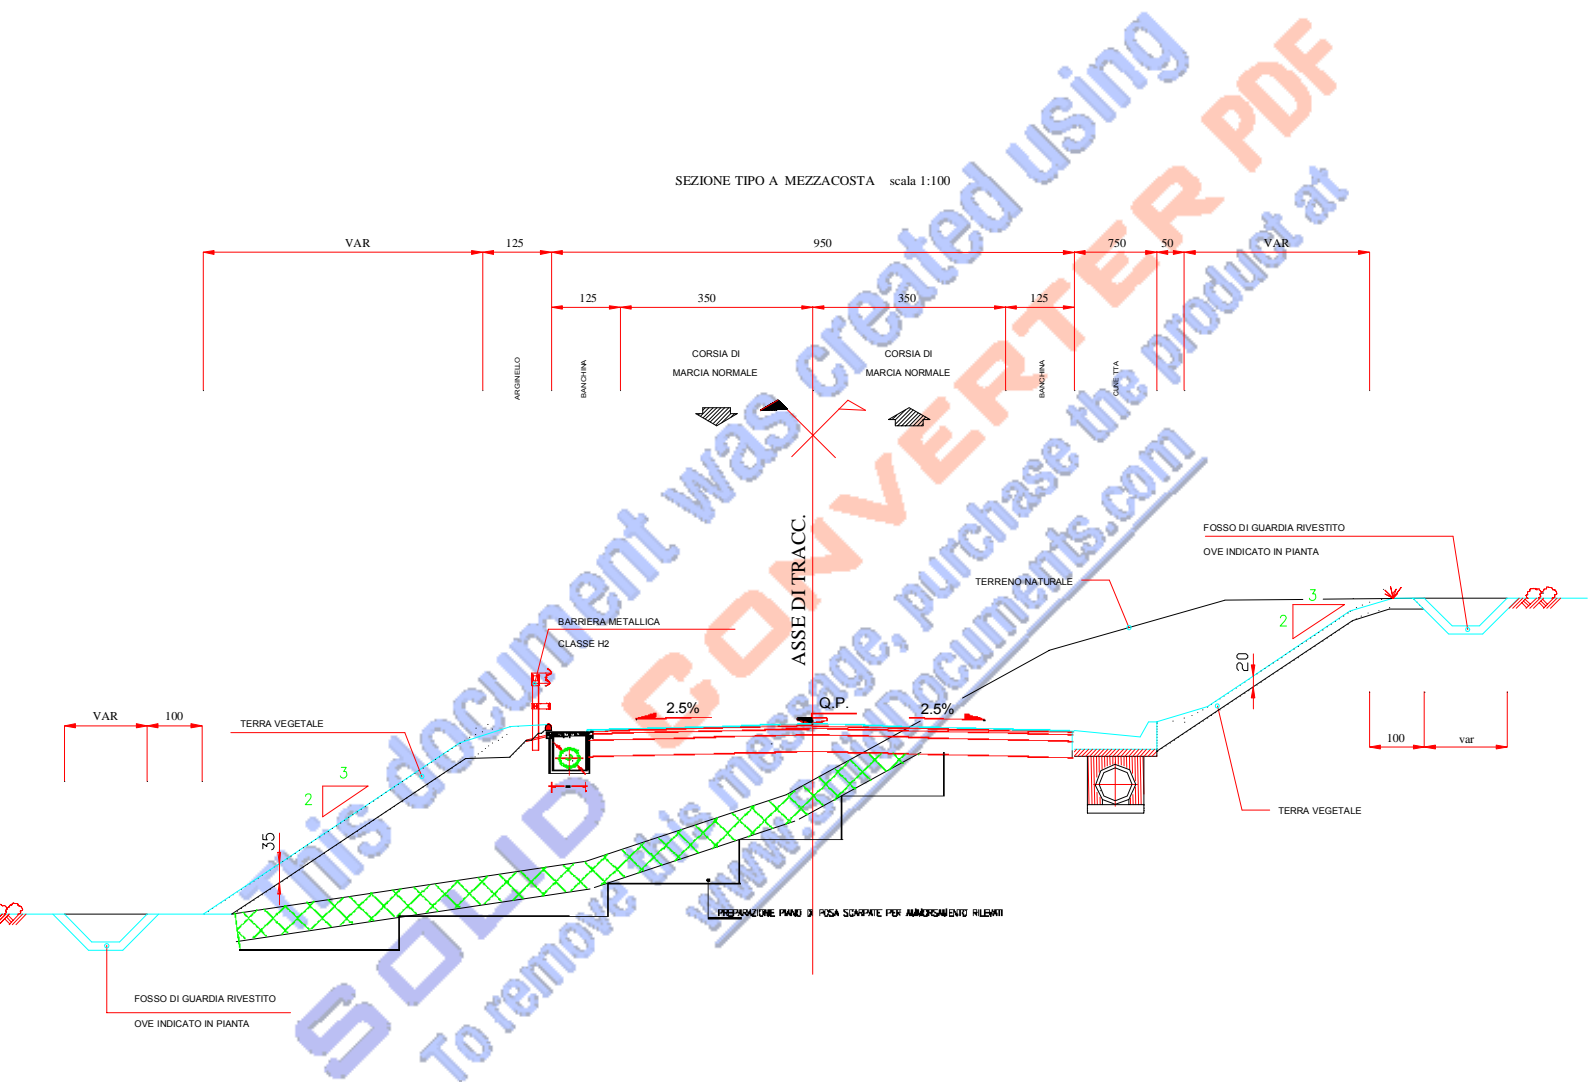 SEZIONE TIPO A MEZZACOSTA scala 1:100
VAR 125 950 750 50 VAR
125 350 350 125
ARGINELLO
BANCHINA
CORSIA DI
MARCIA NORMALE
CORSIA DI
MARCIA NORMALE
BANCHINA
CUNETTA
ASSE DI TRACC.
FOSSO DI GUARDIA RIVESTITO
OVE INDICATO IN PIANTA
TERRENO NATURALE
3
2
20
BARRIERA METALLICA
CLASSE H2
2.5%
Q.P.
2.5%
VAR 100
TERRA VEGETALE
3
2
35
100 var
TERRA VEGETALE
PREPARAZIONE PIANO DI POSA SCARPATE PER AMMORSAMENTO RILEVATI
FOSSO DI GUARDIA RIVESTITO
OVE INDICATO IN PIANTA
This document was created using
SOLID CONVERTER PDF
To remove this message, purchase the product at
www.SolidDocuments.com